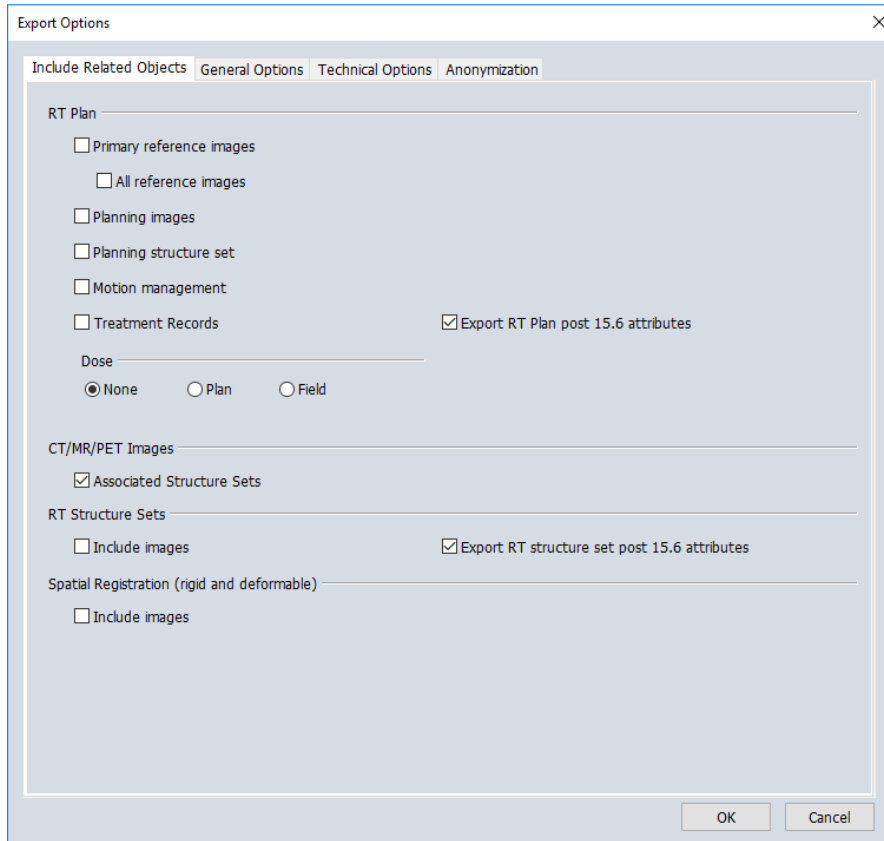 Export Options
Include Related Objects General Options Technical Options Anonymization
RT Plan
Primary reference images
All reference images
Planning images
Planning structure set
Motion management
Treatment Records Export RT Plan post 15.6 attributes
Dose
None Plan Field
CT/MR/PET Images
Associated Structure Sets
RT Structure Sets
Include images Export RT structure set post 15.6 attributes
Spatial Registration (rigid and deformable)
Include images
OK Cancel